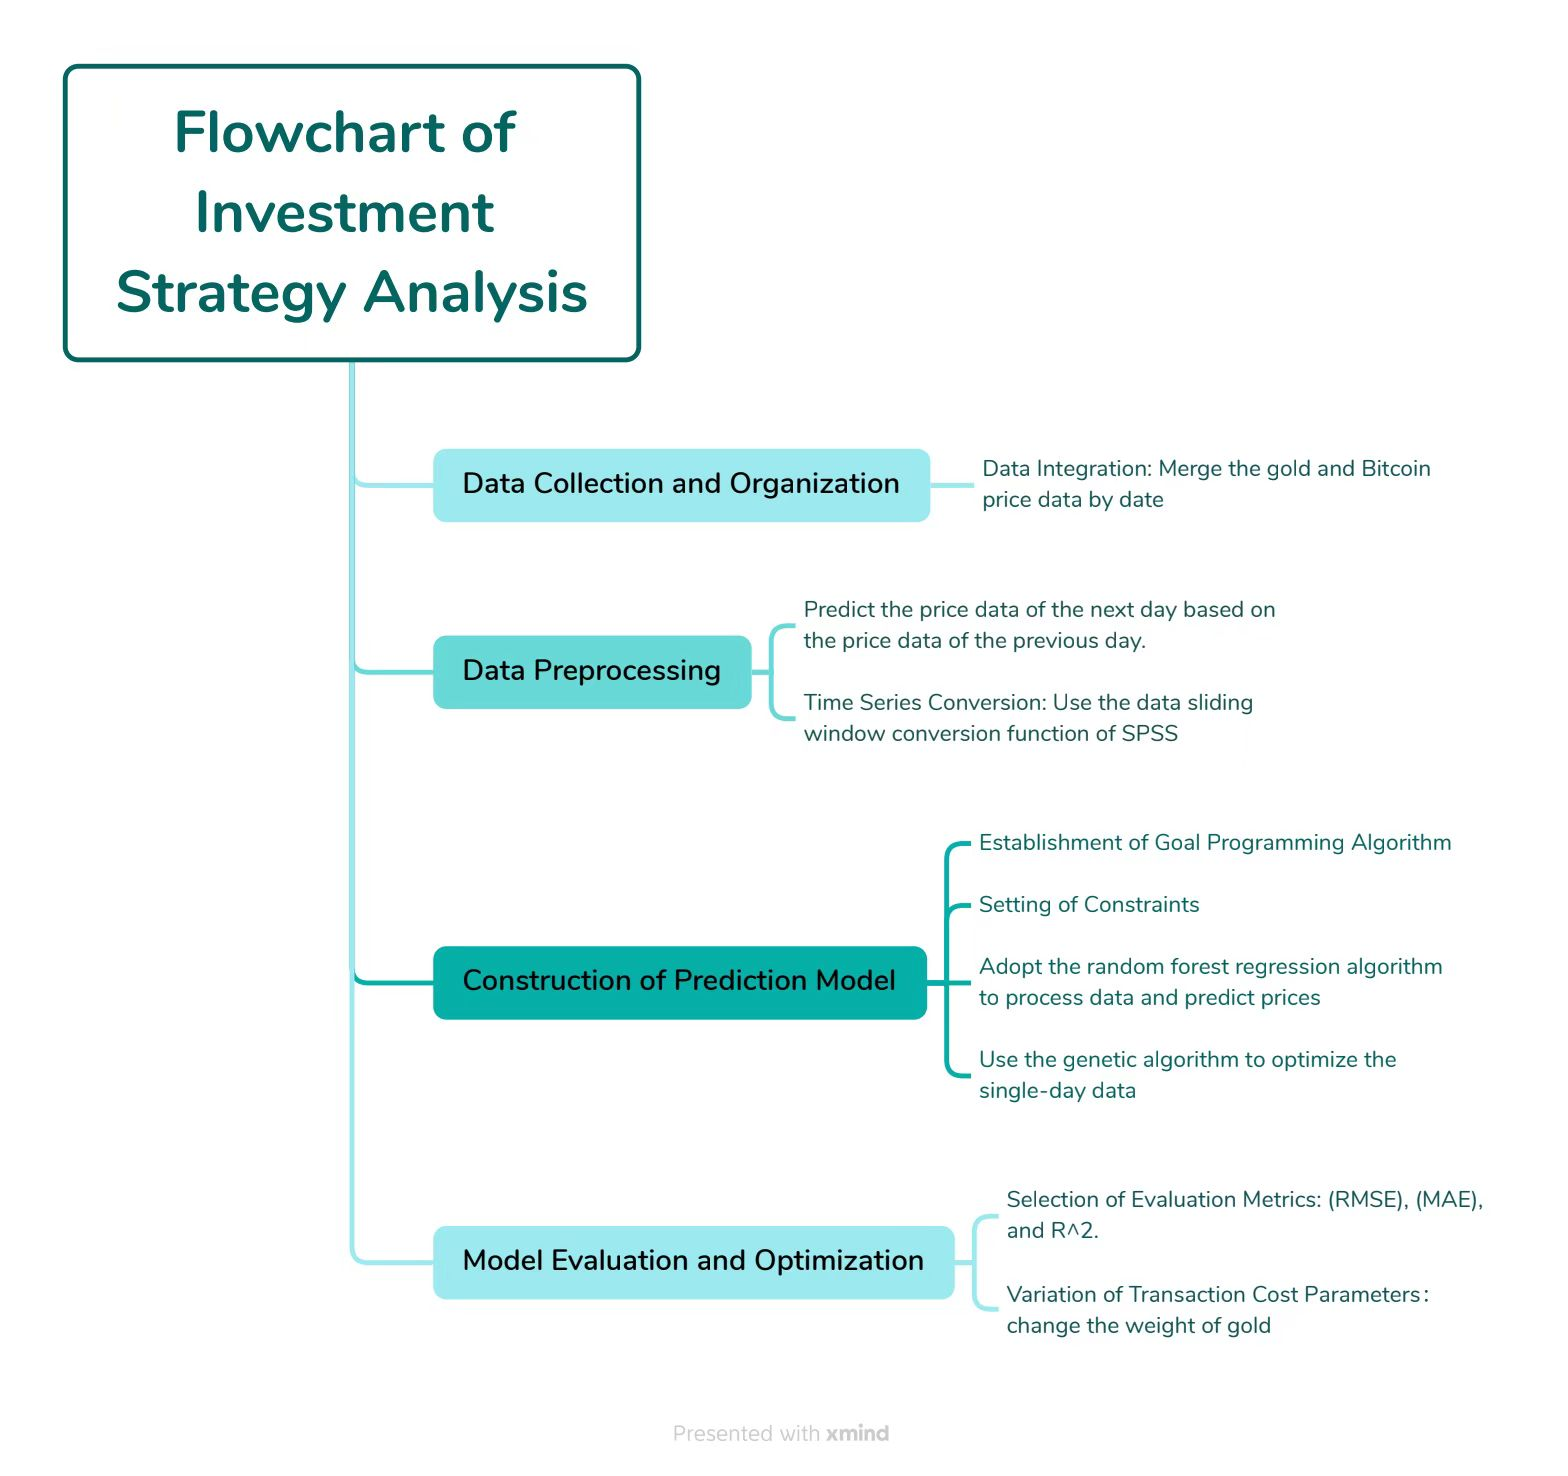 Flowchart of
Investment
Strategy Analysis
Data Collection and Organization
Data Integration: Merge the gold and Bitcoin
price data by date
Data Preprocessing
Predict the price data of the next day based on
the price data of the previous day.
Time Series Conversion: Use the data sliding
window conversion function of SPSS
Construction of Prediction Model
Establishment of Goal Programming Algorithm
Setting of Constraints
Adopt the random forest regression algorithm
to process data and predict prices
Use the genetic algorithm to optimize the
single-day data
Model Evaluation and Optimization
Selection of Evaluation Metrics: (RMSE), (MAE),
and R^2.
Variation of Transaction Cost Parameters：
change the weight of gold
Presented with xmind